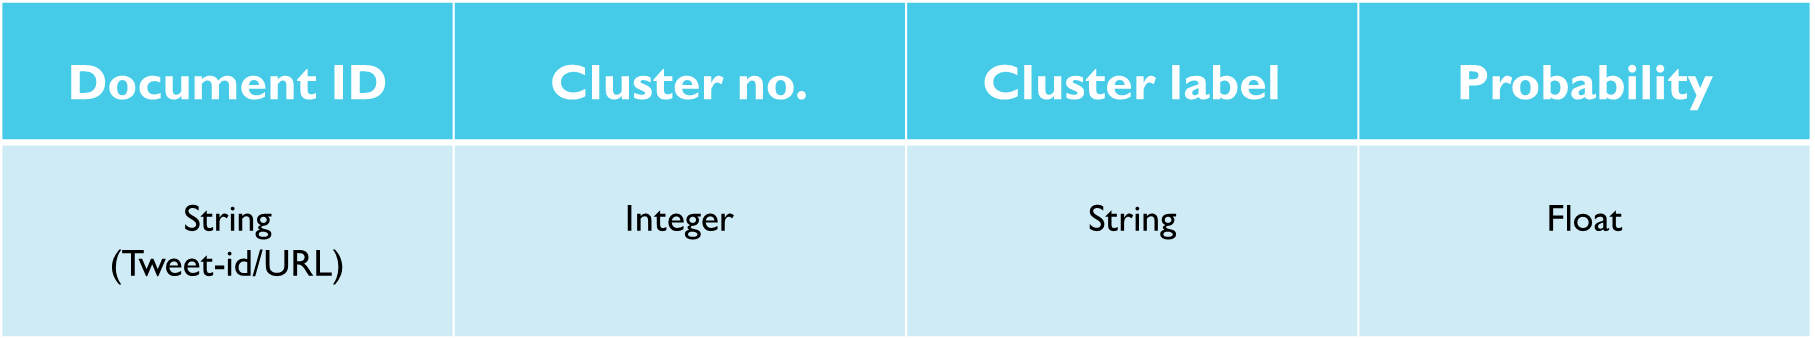 Document ID
Cluster no.
Cluster label
Probability
String
(Tweet-id/URL)
Integer
String
Float